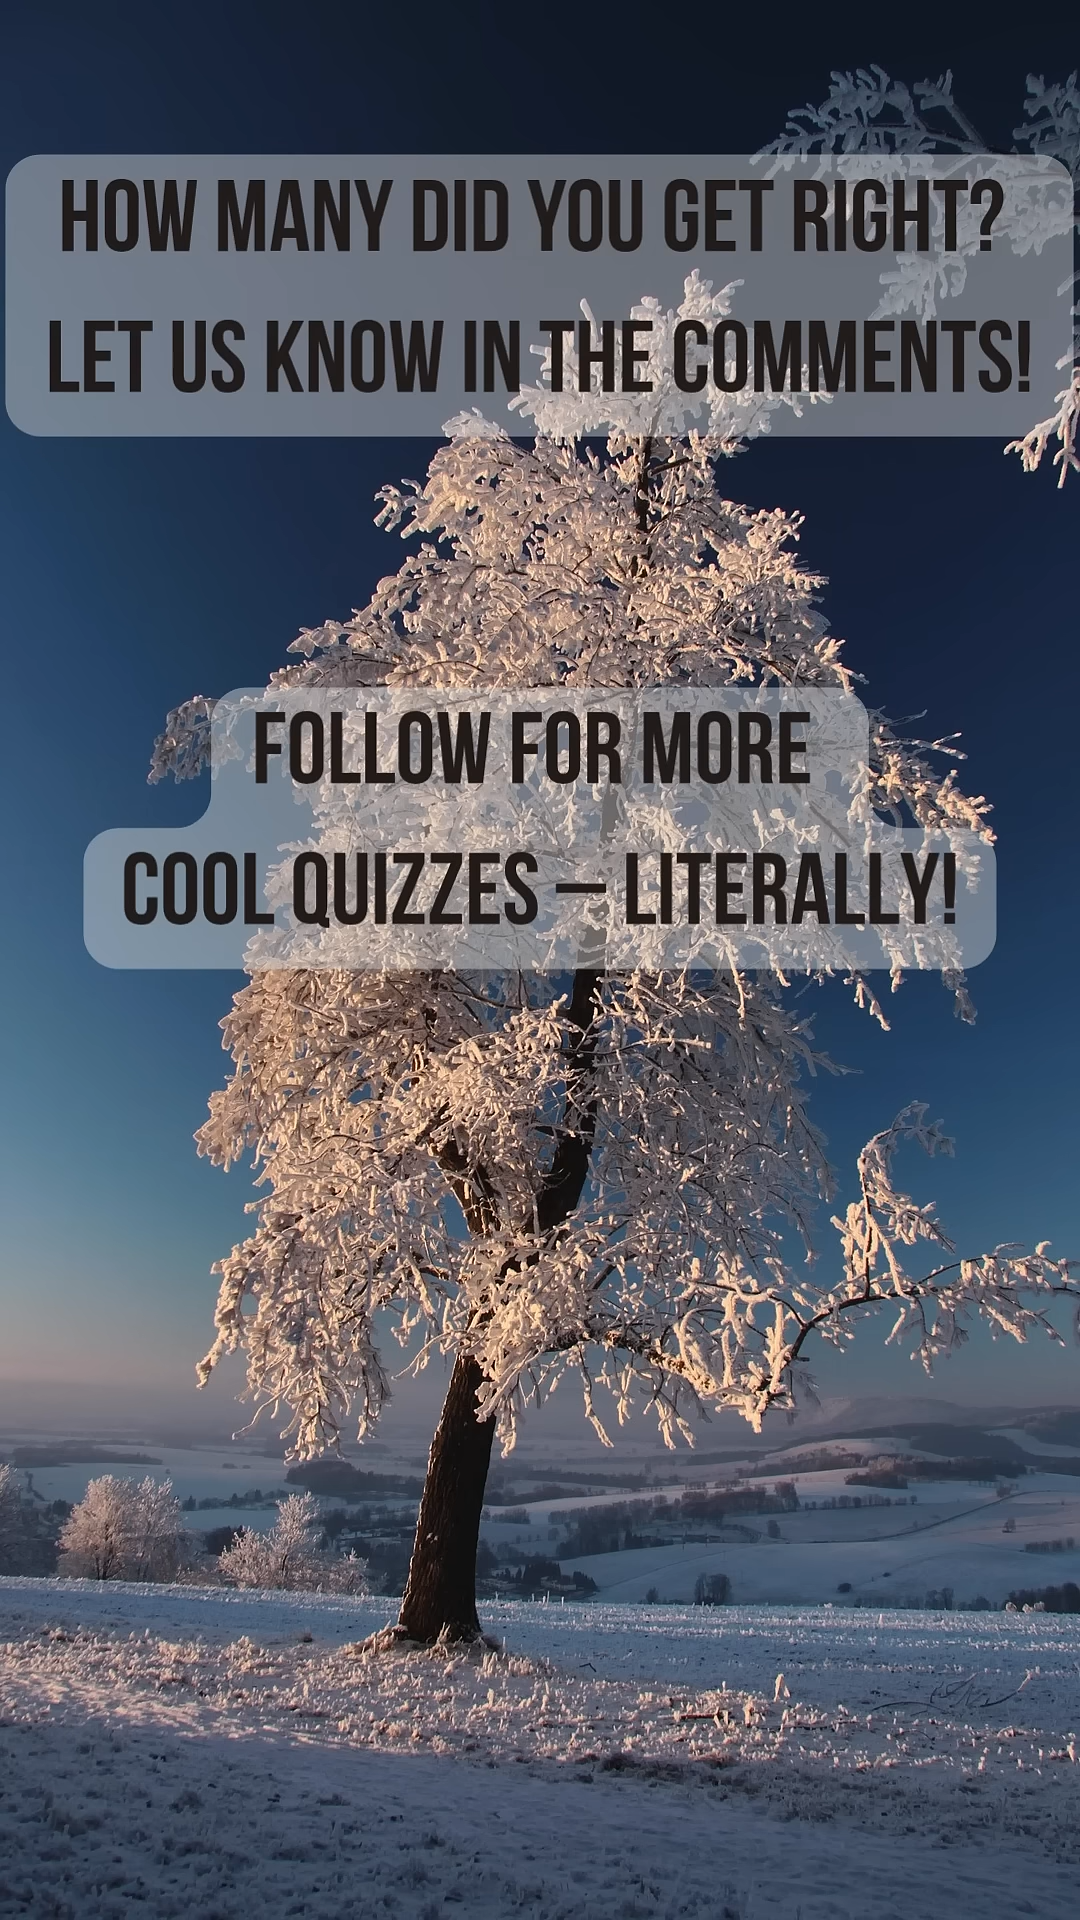 HOW MANY DID YOU GET RIGHT?
LET US KNOW IN THE COMMENTS!
FOLLOW FOR MORE
COOL QUIZZES – LITERALLY!